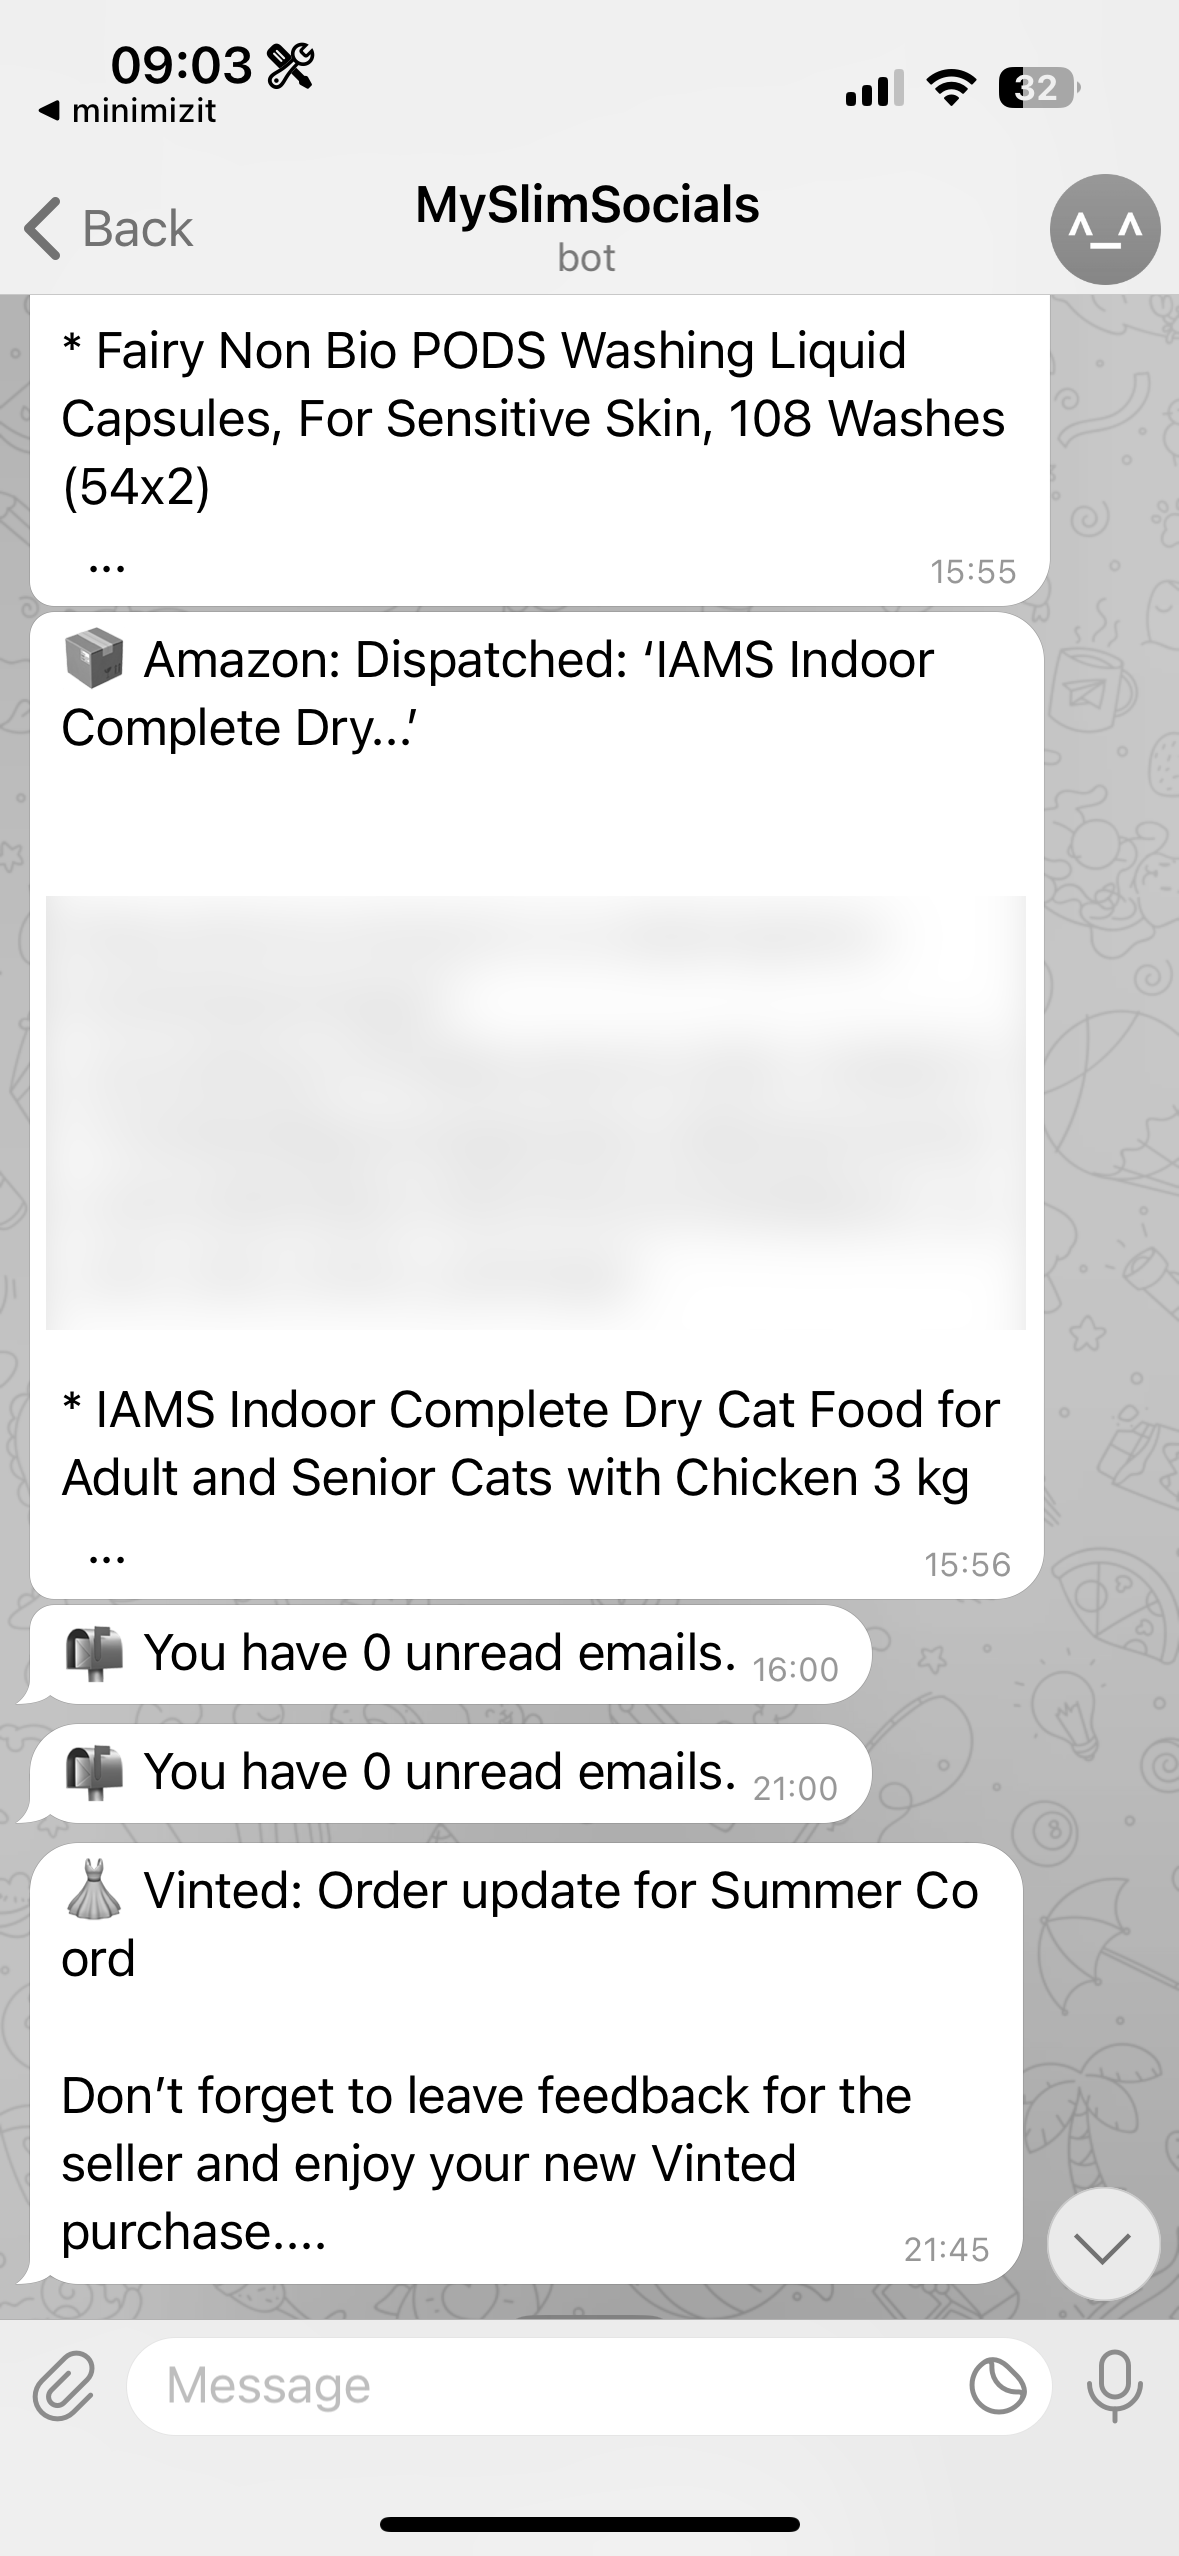 09:03
◀ minimizit
32
Back
MySlimSocials
bot
^_^
* Fairy Non Bio PODS Washing Liquid
Capsules, For Sensitive Skin, 108 Washes
(54x2)
...
15:55
📦 Amazon: Dispatched: ‘IAMS Indoor
Complete Dry...’
* IAMS Indoor Complete Dry Cat Food for
Adult and Senior Cats with Chicken 3 kg
...
15:56
📬 You have 0 unread emails. 16:00
📬 You have 0 unread emails. 21:00
👗 Vinted: Order update for Summer Co
ord
Don’t forget to leave feedback for the
seller and enjoy your new Vinted
purchase....
21:45
Message